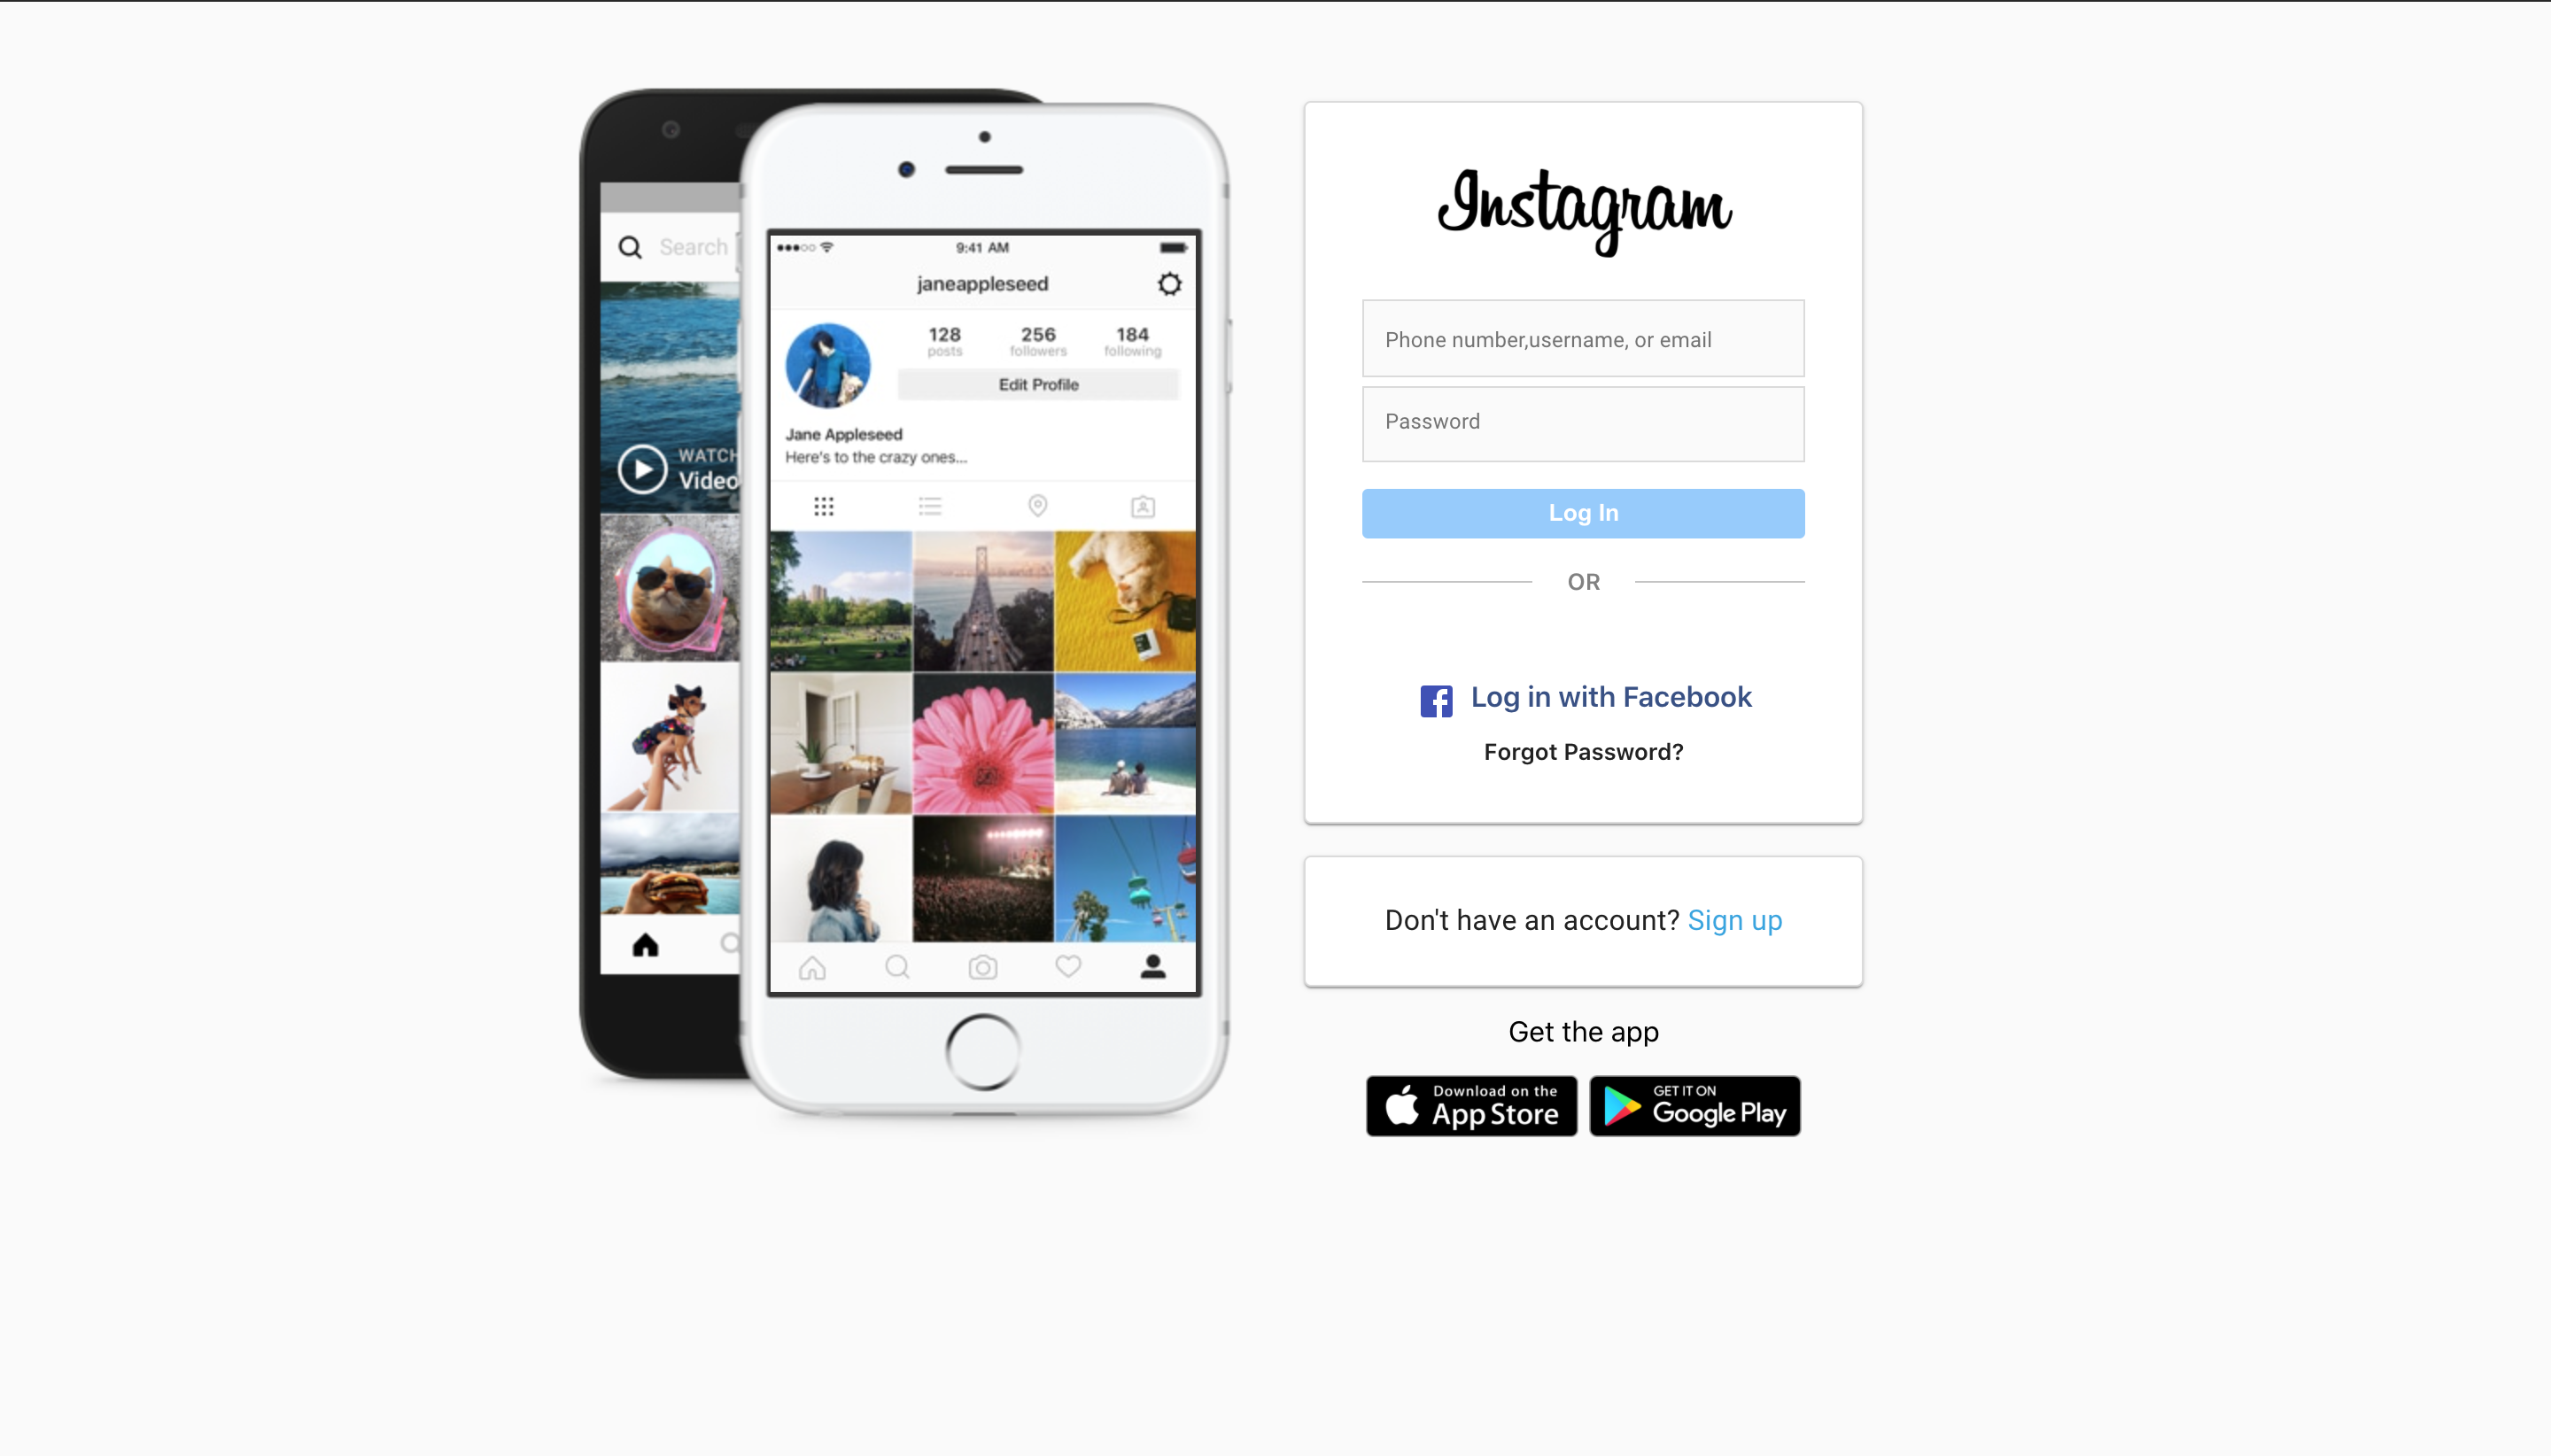 Search
WATCH
Video
9:41 AM
janeappleseed
128
posts
256
followers
184
following
Edit Profile
Jane Appleseed
Here's to the crazy ones...
Instagram
Phone number,username, or email
Password
Log In
OR
Log in with Facebook
Forgot Password?
Don't have an account? Sign up
Get the app
Download on the
App Store
GET IT ON
Google Play